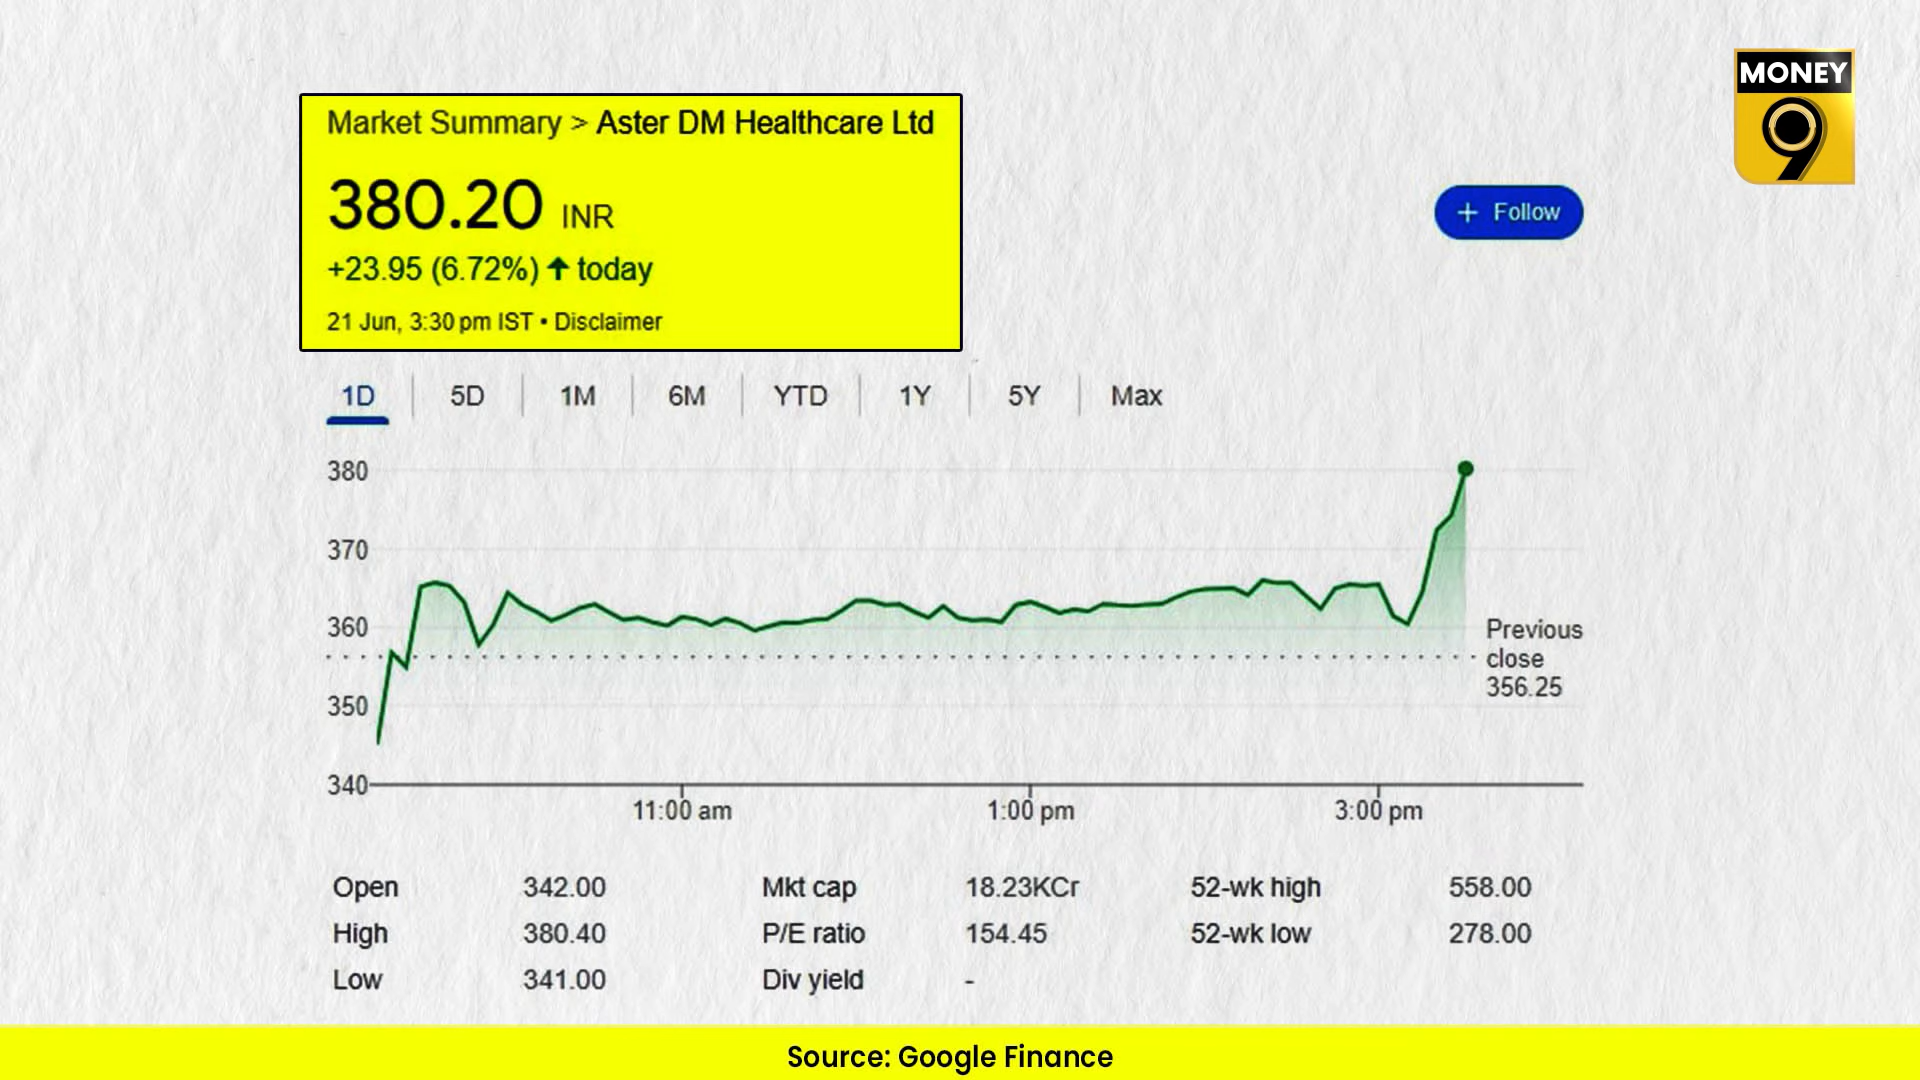 MONEY
9
Market Summary > Aster DM Healthcare Ltd
380.20 INR
+ Follow
+23.95 (6.72%) ↑ today
21 Jun, 3:30 pm IST • Disclaimer
1D 5D 1M 6M YTD 1Y 5Y Max
380
370
360
Previous
close
356.25
350
340
11:00 am 1:00 pm 3:00 pm
Open 342.00 Mkt cap 18.23KCr 52-wk high 558.00
High 380.40 P/E ratio 154.45 52-wk low 278.00
Low 341.00 Div yield -
Source: Google Finance